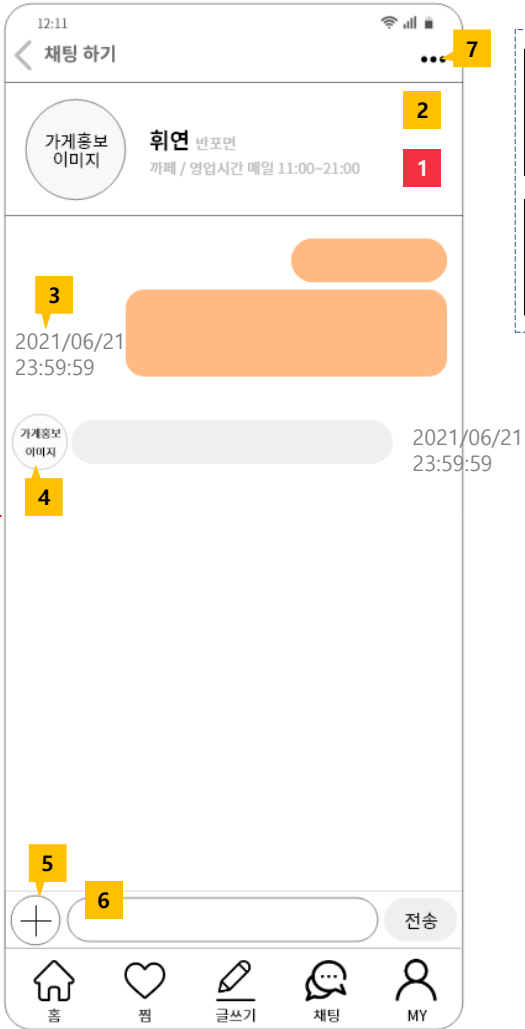 12:11
채팅 하기
7
2
가게홍보
이미지
휘연 반포면
까페 / 영업시간 매일 11:00~21:00
1
3
2021/06/21
23:59:59
가게홍보
이미지
2021/06/21
23:59:59
4
5
6
전송
홈
찜
글쓰기
채팅
MY